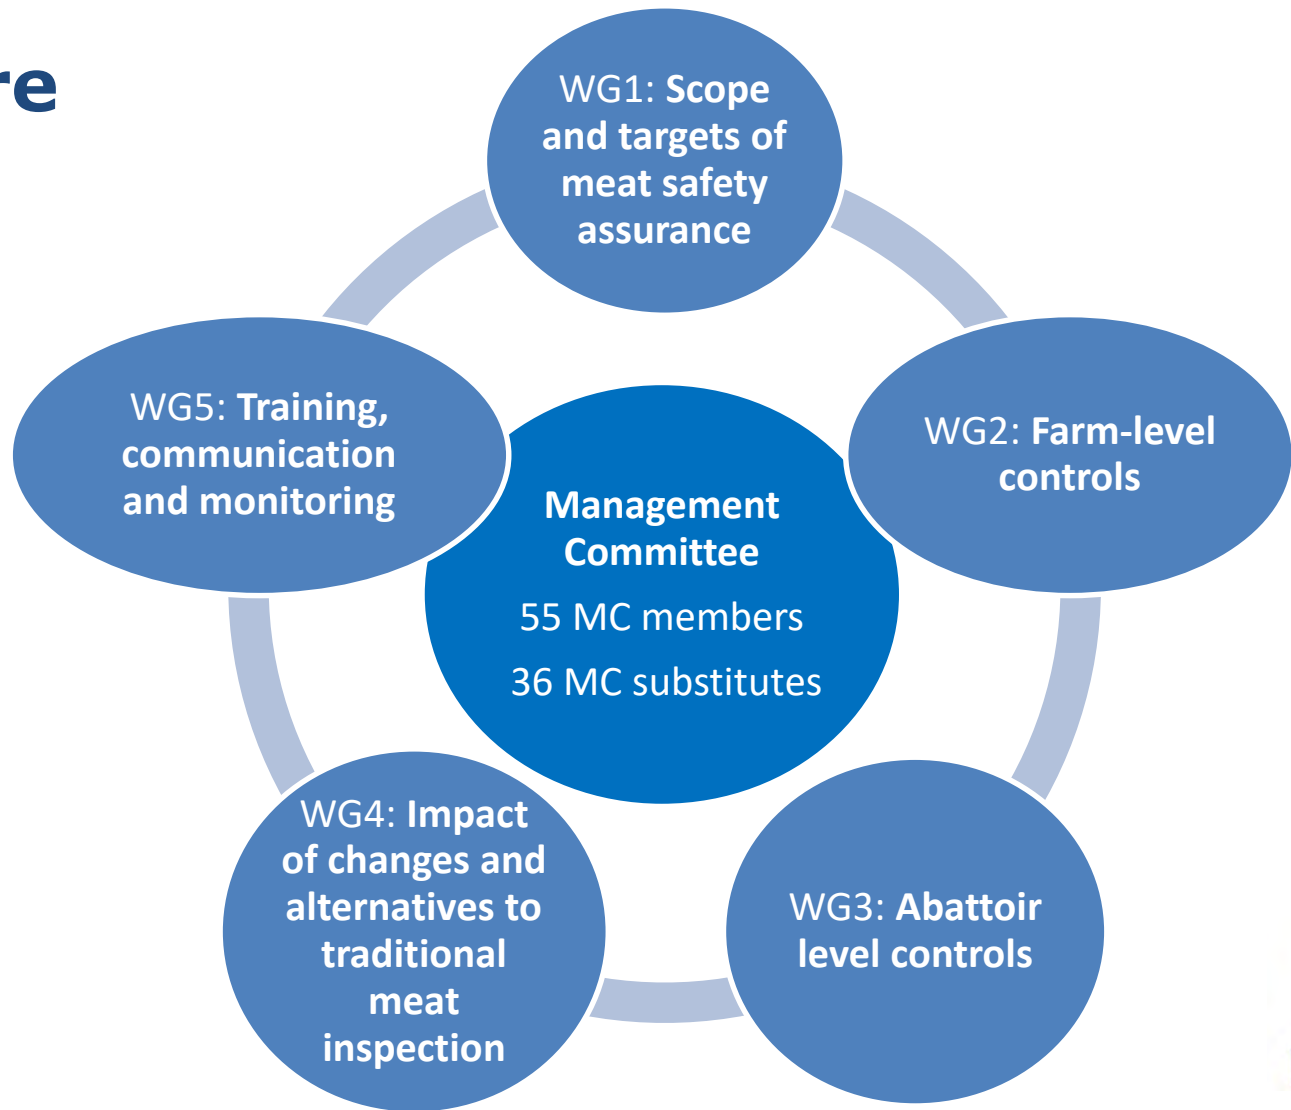 re
WG1: Scope
and targets of
meat safety
assurance
WG5: Training,
communication
and monitoring
WG2: Farm-level
controls
Management
Committee
55 MC members
36 MC substitutes
WG4: Impact
of changes and
alternatives to
traditional
meat
inspection
WG3: Abattoir
level controls